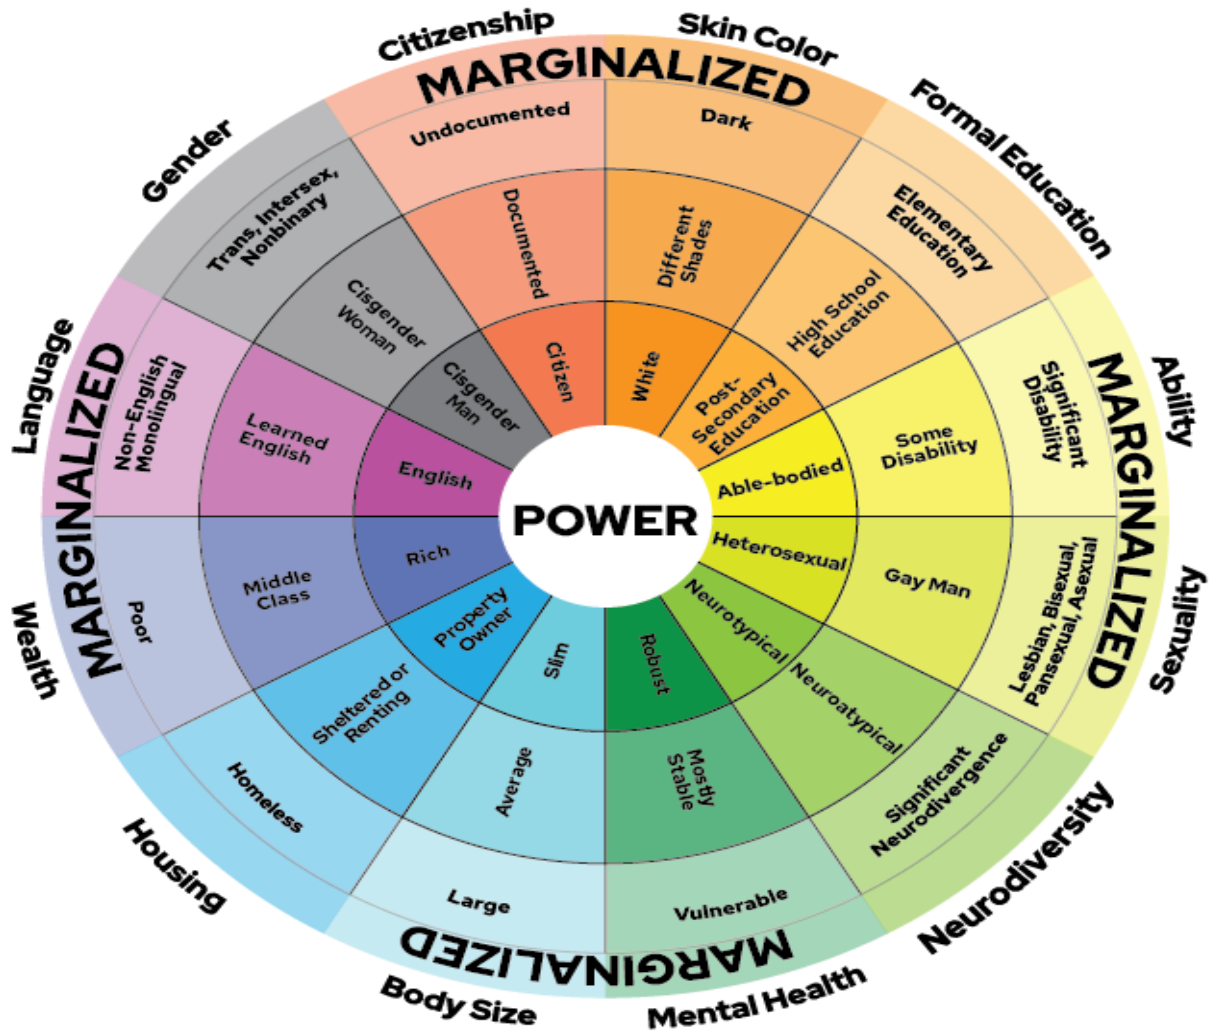 Citizenship
Skin Color
Formal Education
Ability
Sexuality
Neurodiversity
Mental Health
Body Size
Housing
Wealth
Language
Gender
MARGINALIZED
MARGINALIZED
MARGINALIZED
MARGINALIZED
POWER
Undocumented
Documented
Citizen
Dark
Different
Shades
White
Elementary
Education
High School
Education
Post-
Secondary
Education
Significant
Disability
Some
Disability
Able-bodied
Lesbian, Bisexual,
Pansexual, Asexual
Gay Man
Heterosexual
Significant
Neurodivergence
Neuroatypical
Neurotypical
Vulnerable
Mostly
Stable
Robust
Large
Average
Slim
Homeless
Sheltered or
Renting
Property
Owner
Poor
Middle
Class
Rich
Non-English
Monolingual
Learned
English
English
Trans, Intersex,
Nonbinary
Cisgender
Woman
Cisgender
Man